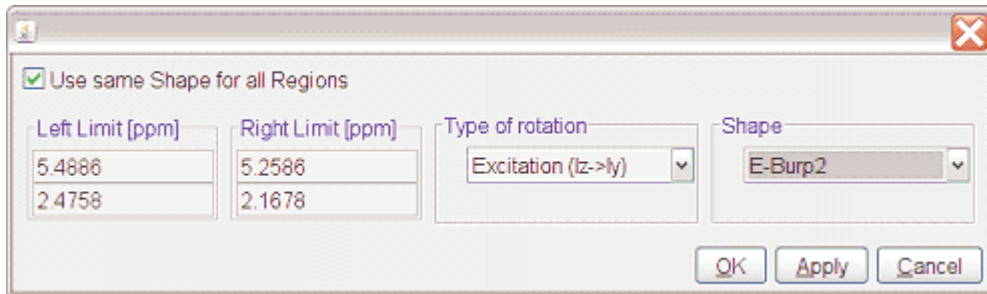 Use same Shape for all Regions
Left Limit [ppm] Right Limit [ppm] Type of rotation Shape
5.4886 5.2586 Excitation (Iz->Iy) E-Burp2
2.4758 2.1678
OK Apply Cancel